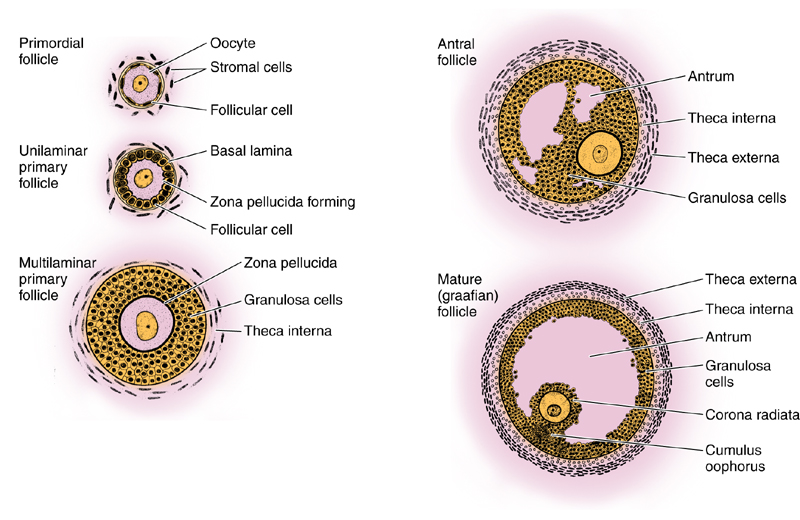 Primordial
follicle
Oocyte
Stromal cells
Follicular cell
Unilaminar
primary
follicle
Basal lamina
Zona pellucida forming
Follicular cell
Multilaminar
primary
follicle
Zona pellucida
Granulosa cells
Theca interna
Antral
follicle
Antrum
Theca interna
Theca externa
Granulosa cells
Mature
(graafian)
follicle
Theca externa
Theca interna
Antrum
Granulosa
cells
Corona radiata
Cumulus
oophorus